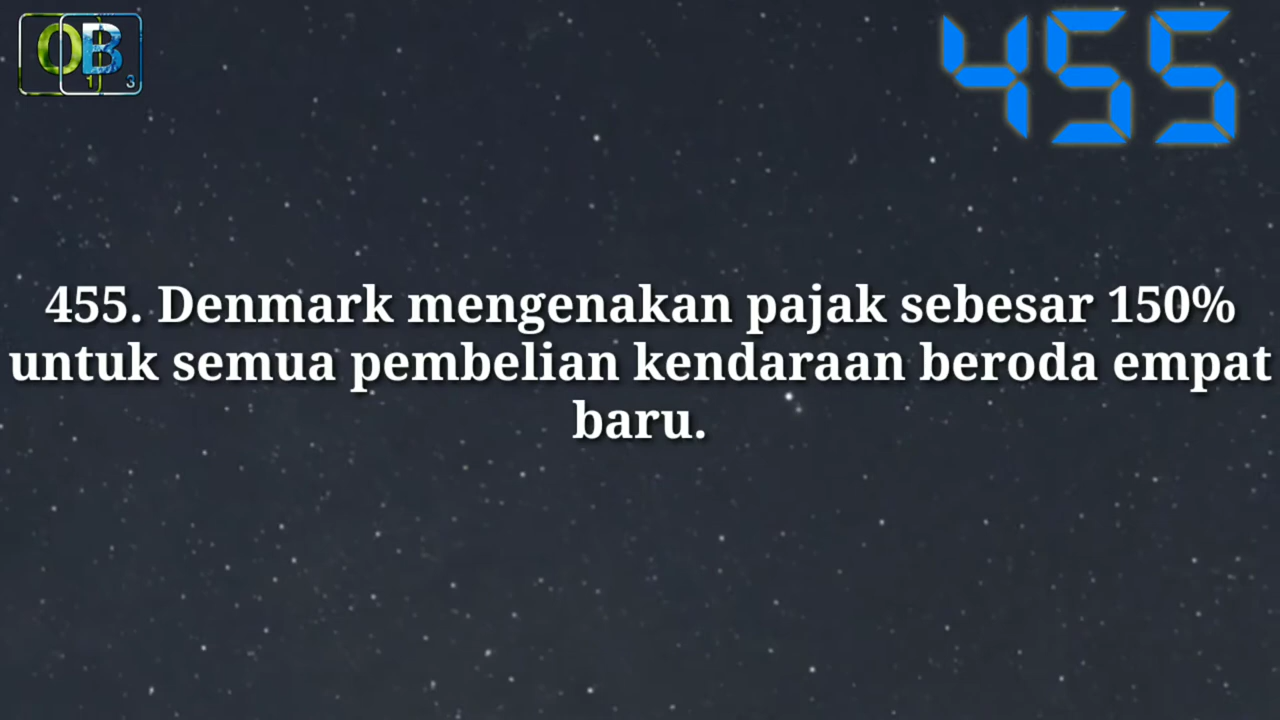 OB
1 3
455
455. Denmark mengenakan pajak sebesar 150%
untuk semua pembelian kendaraan beroda empat
baru.